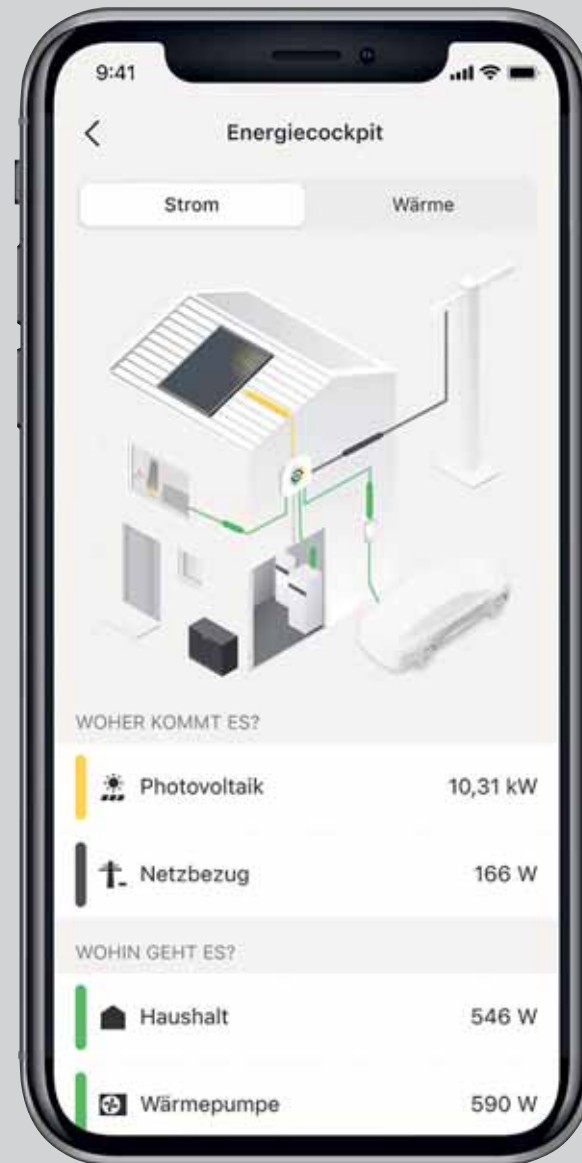 9:41
Energiecockpit
Strom Wärme
WOHER KOMMT ES?
Photovoltaik 10,31 kW
Netzbezug 166 W
WOHIN GEHT ES?
Haushalt 546 W
Wärmepumpe 590 W